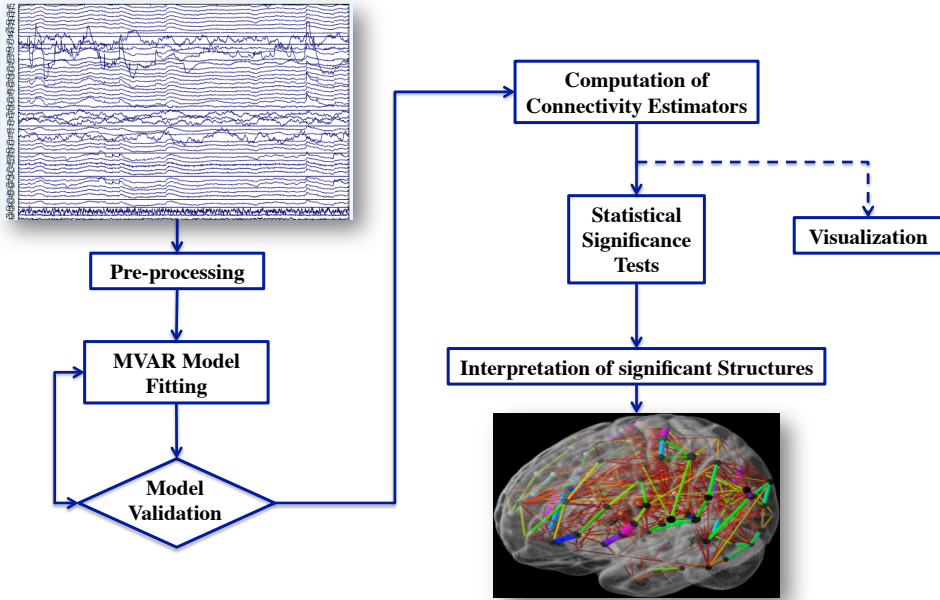 Pre-processing
MVAR Model
Fitting
Model
Validation
Computation of
Connectivity Estimators
Statistical
Significance
Tests
Visualization
Interpretation of significant Structures